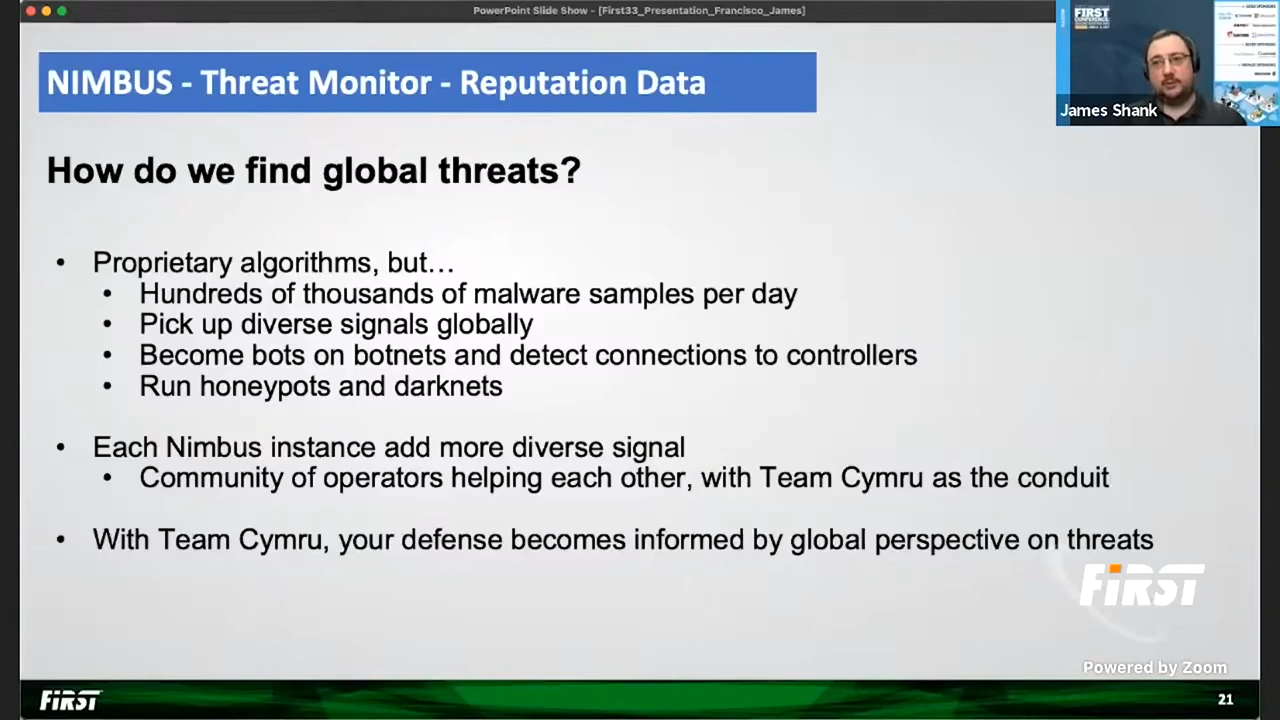 PowerPoint Slide Show - [First33_Presentation_Francisco_James]
NIMBUS - Threat Monitor - Reputation Data
FIRST
CONFERENCE
James Shank
How do we find global threats?
• Proprietary algorithms, but…
• Hundreds of thousands of malware samples per day
• Pick up diverse signals globally
• Become bots on botnets and detect connections to controllers
• Run honeypots and darknets
• Each Nimbus instance add more diverse signal
• Community of operators helping each other, with Team Cymru as the conduit
• With Team Cymru, your defense becomes informed by global perspective on threats
FiRST
Powered by Zoom
FiRST
21